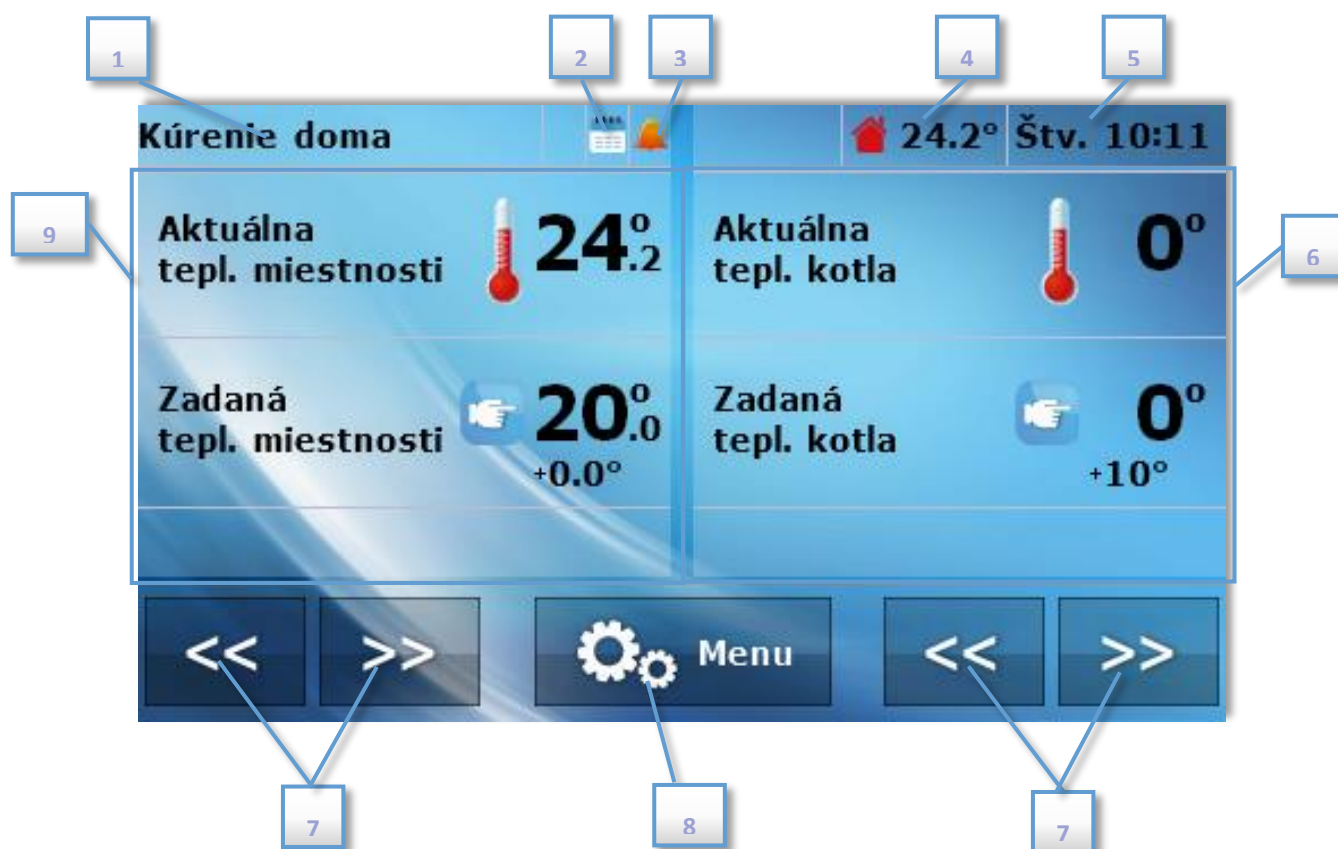 1
2
3
4
5
Kúrenie doma
24.2°
Štv. 10:11
9
Aktuálna
tepl. miestnosti
24°.2
Aktuálna
tepl. kotla
0°
6
Zadaná
tepl. miestnosti
20°.0
+0.0°
Zadaná
tepl. kotla
0°
+10°
<<
>>
Menu
<<
>>
7
8
7